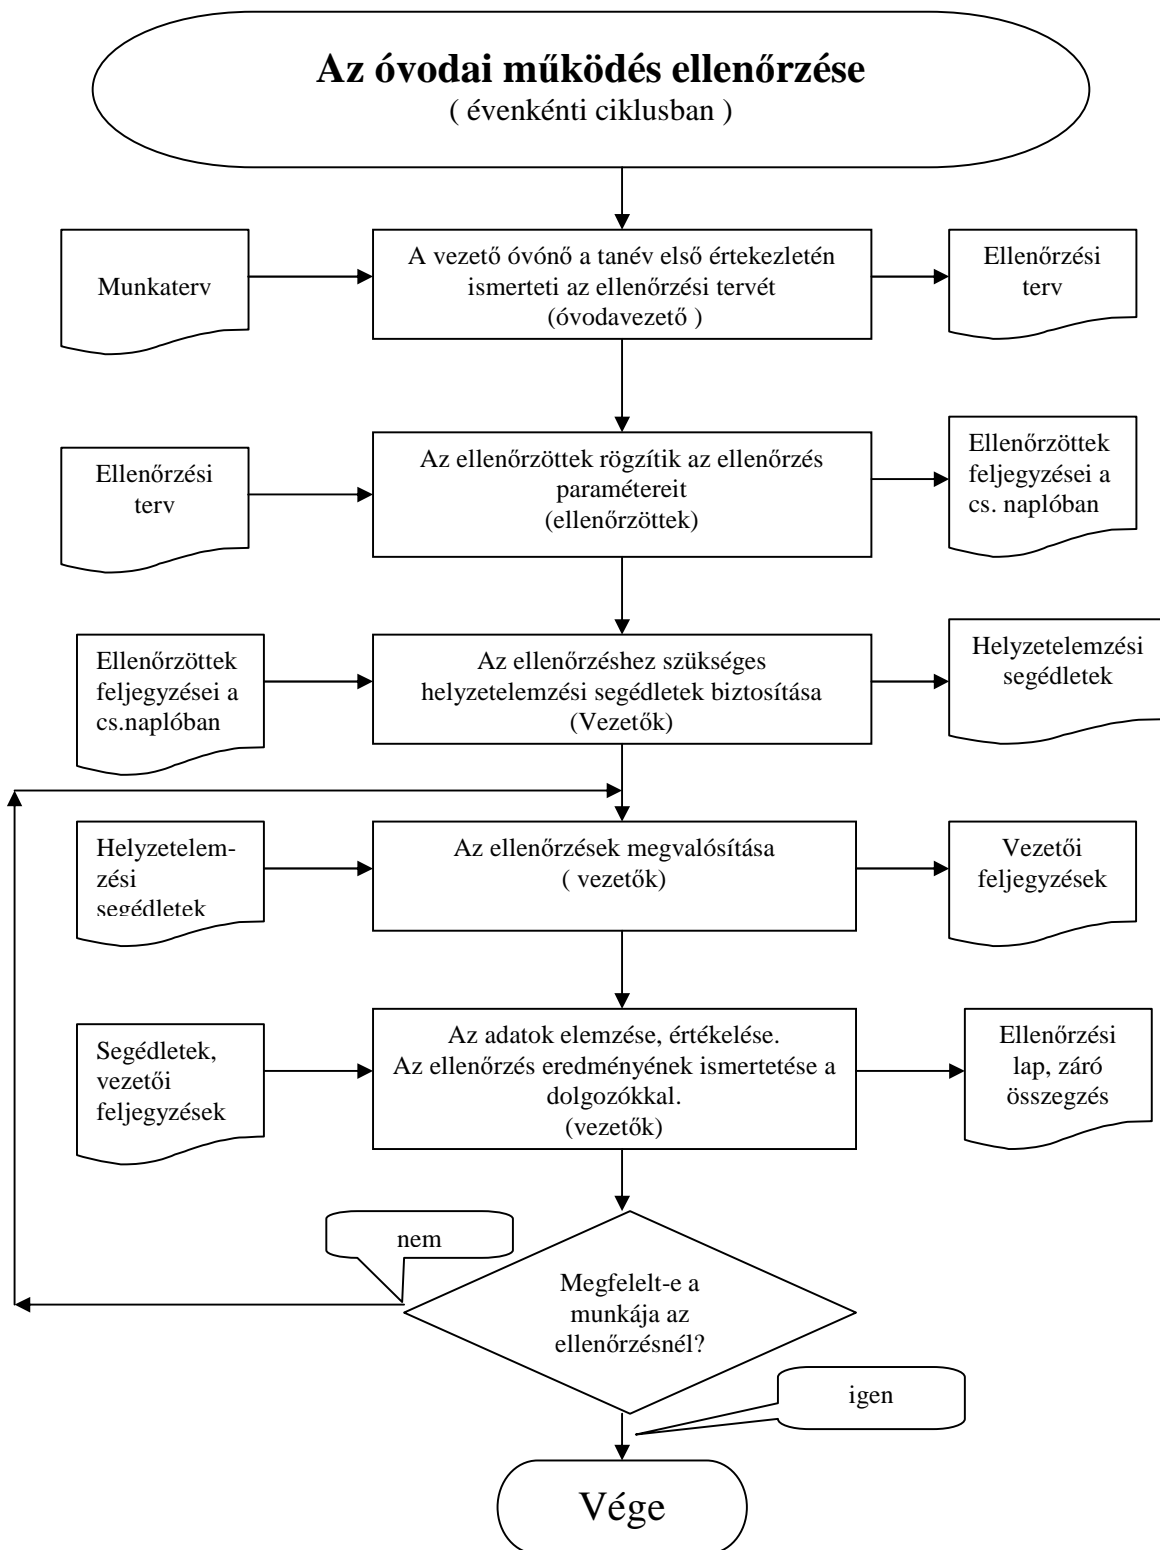 Az óvodai működés ellenőrzése
( évenkénti ciklusban )
Munkaterv
A vezető óvónő a tanév első értekezletén
ismerteti az ellenőrzési tervét
(óvodavezető )
Ellenőrzési
terv
Ellenőrzési
terv
Az ellenőrzöttek rögzítik az ellenőrzés
paramétereit
(ellenőrzöttek)
Ellenőrzöttek
feljegyzései a
cs. naplóban
Ellenőrzöttek
feljegyzései a
cs.naplóban
Az ellenőrzéshez szükséges
helyzetelemzési segédletek biztosítása
(Vezetők)
Helyzetelemzési
segédletek
Helyzetelem-
zési
segédletek
Az ellenőrzések megvalósítása
( vezetők)
Vezetői
feljegyzések
Segédletek,
vezetői
feljegyzések
Az adatok elemzése, értékelése.
Az ellenőrzés eredményének ismertetése a
dolgozókkal.
(vezetők)
Ellenőrzési
lap, záró
összegzés
nem
Megfelelt-e a
munkája az
ellenőrzésnél?
igen
Vége